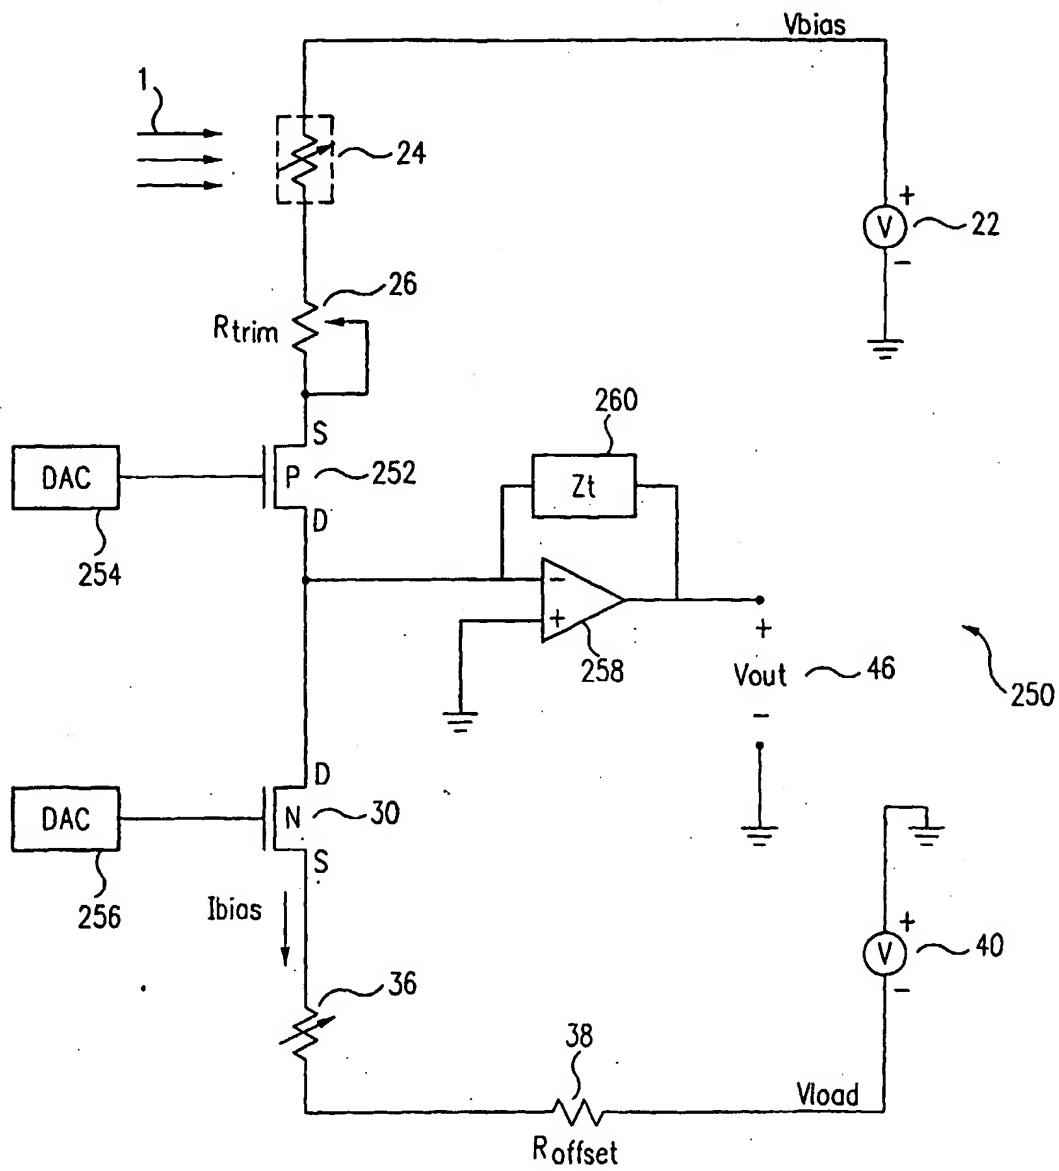 Vbias
1
24
+
V
22
−
26
Rtrim
260
S
DAC
P
252
Zt
D
254
−
+
258
+
Vout
46
−
250
D
DAC
N
30
S
256
Ibias
+
V
40
−
36
38
Vload
Roffset